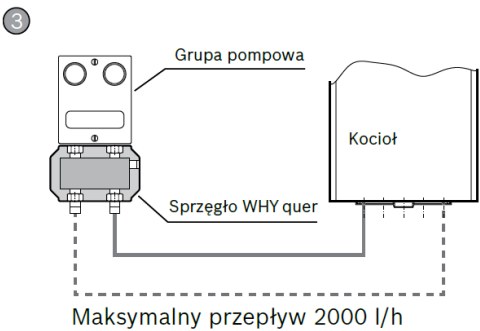 3
Grupa pompowa
Kocioł
Sprzęgło WHY quer
Maksymalny przepływ 2000 l/h